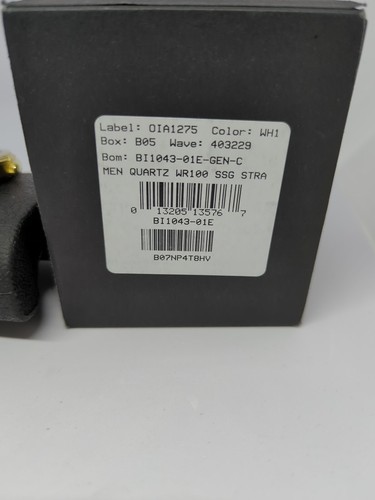 Label: OIA1275 Color: WH1
Box: B05 Wave: 403229
Bom: BI1043-01E-GEN-C
MEN QUARTZ WR100 SSG STRA
0 13205"13576 7
BI1043-01E
B07NP4T8HV